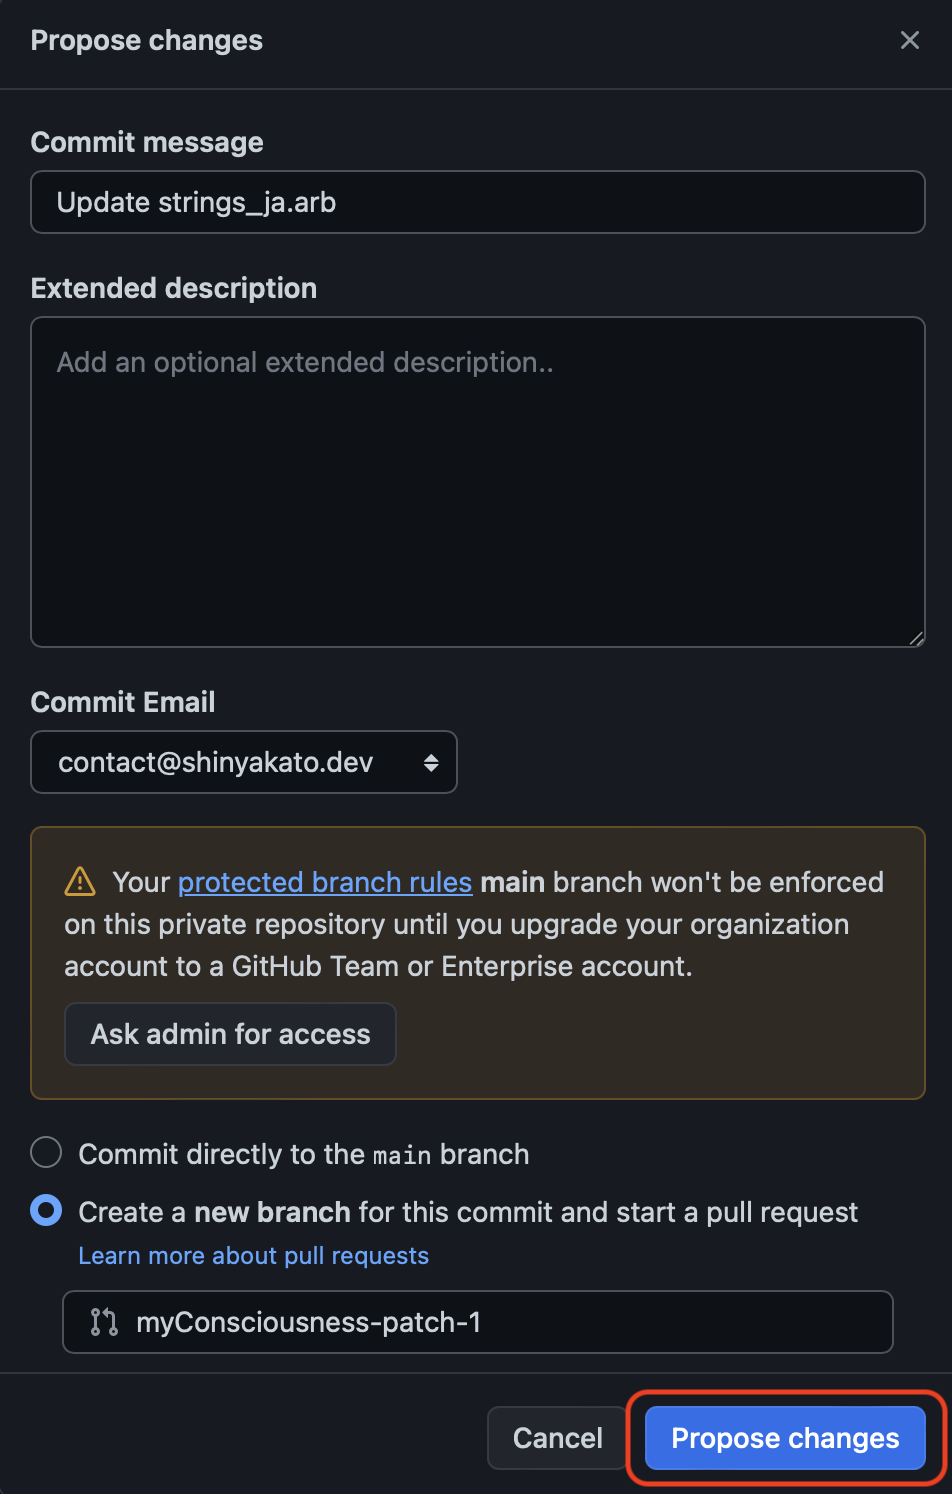 Propose changes
Commit message
Update strings_ja.arb
Extended description
Add an optional extended description..
Commit Email
contact@shinyakato.dev
Your protected branch rules main branch won't be enforced
on this private repository until you upgrade your organization
account to a GitHub Team or Enterprise account.
Ask admin for access
Commit directly to the main branch
Create a new branch for this commit and start a pull request
Learn more about pull requests
myConsciousness-patch-1
Cancel
Propose changes